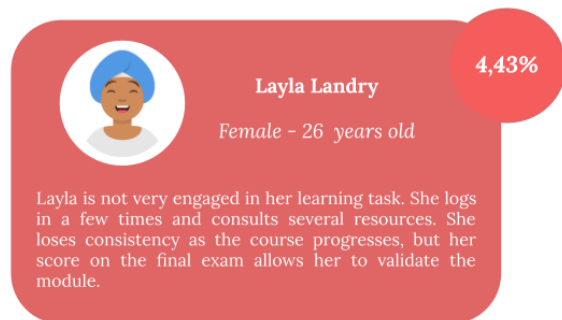 4,43%
Layla Landry
Female - 26 years old
Layla is not very engaged in her learning task. She logs
in a few times and consults several resources. She
loses consistency as the course progresses, but her
score on the final exam allows her to validate the
module.